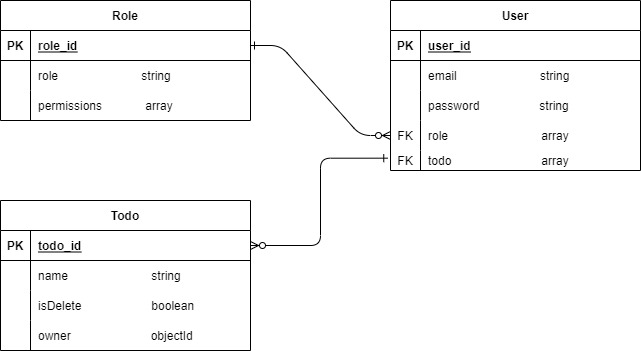 Role
PK role_id
role string
permissions array
User
PK user_id
email string
password string
FK role array
FK todo array
Todo
PK todo_id
name string
isDelete boolean
owner objectId